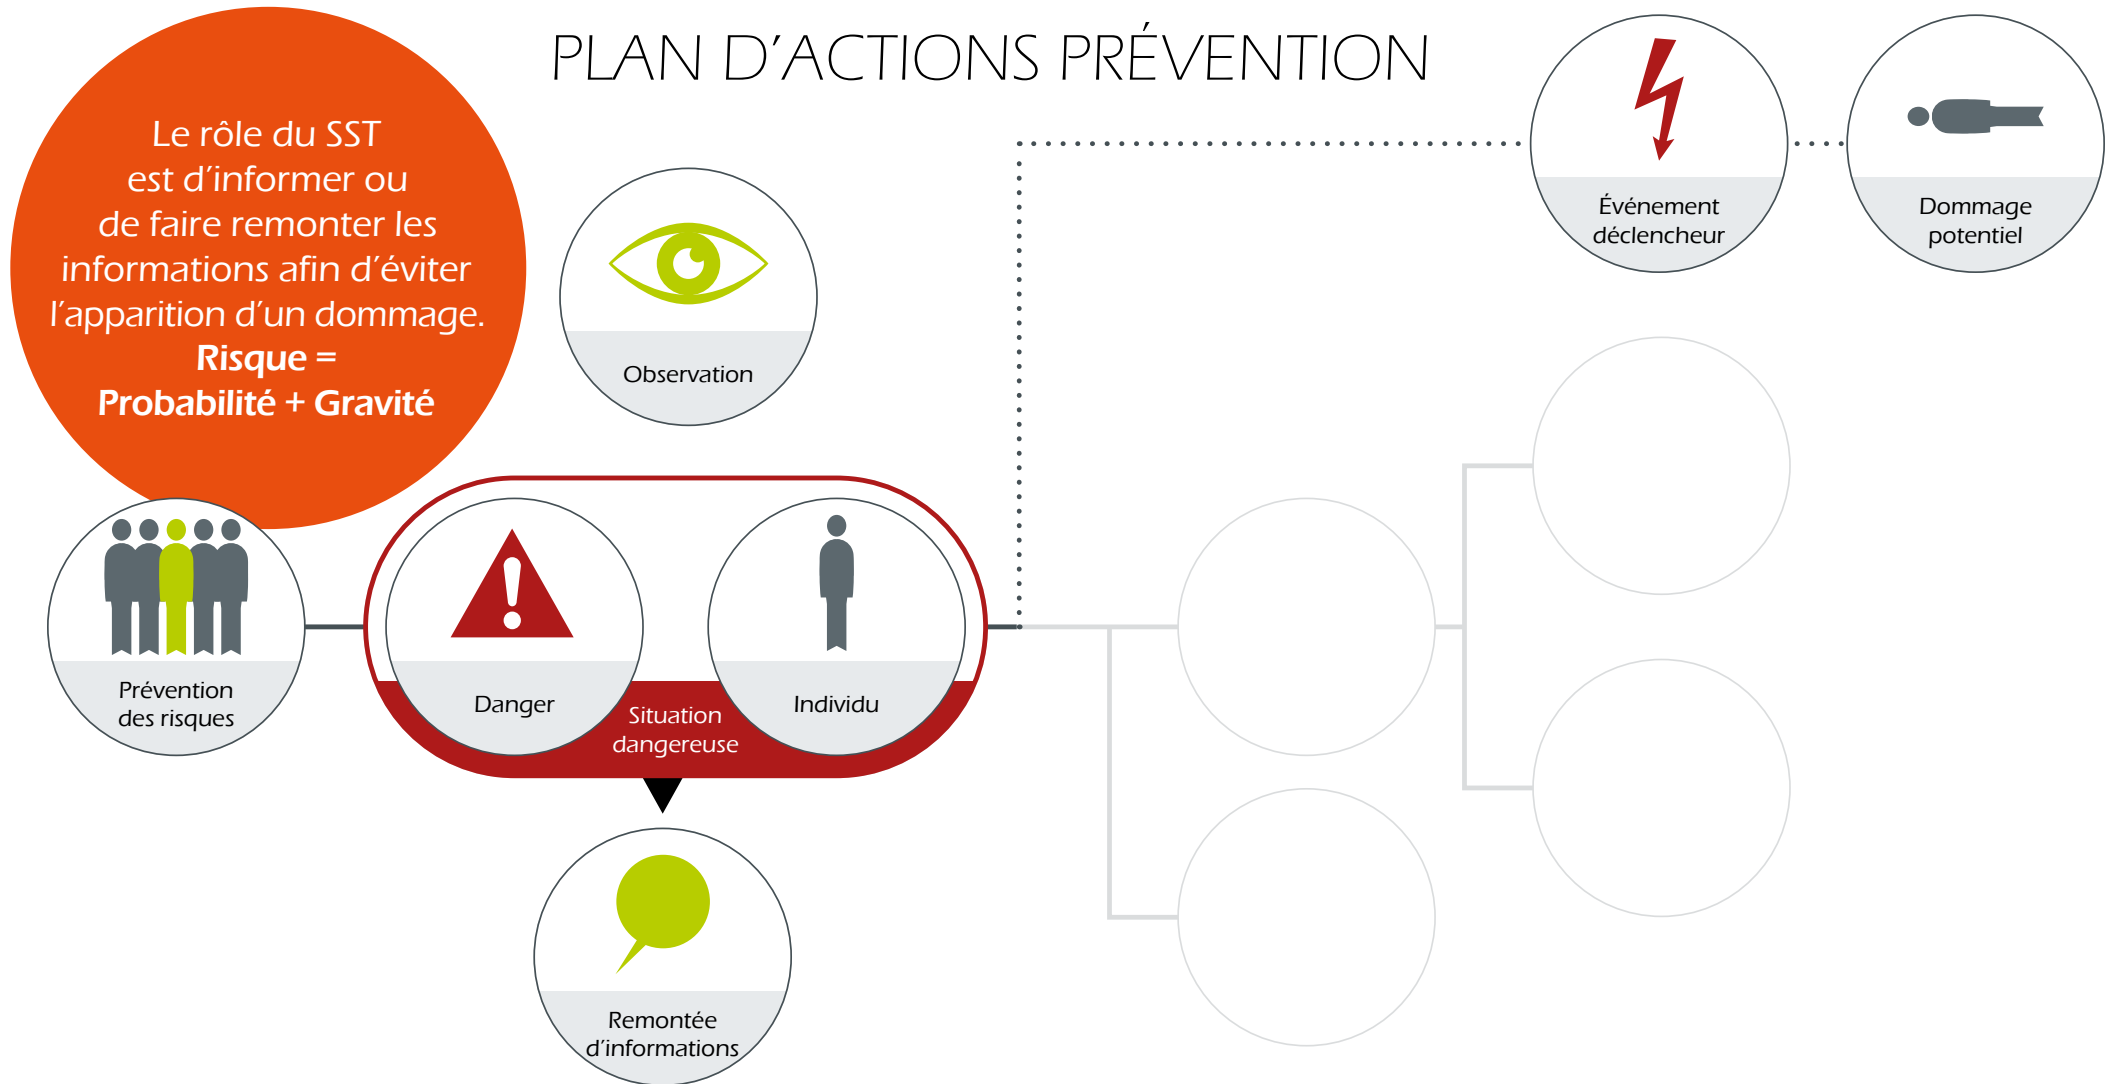 PLAN D'ACTIONS PRÉVENTION
Le rôle du SST
est d'informer ou
de faire remonter les
informations afin d'éviter
l'apparition d'un dommage.
Risque =
Probabilité + Gravité
Observation
Événement
déclencheur
Dommage
potentiel
Prévention
des risques
Danger
Situation
dangereuse
Individu
Remontée
d'informations